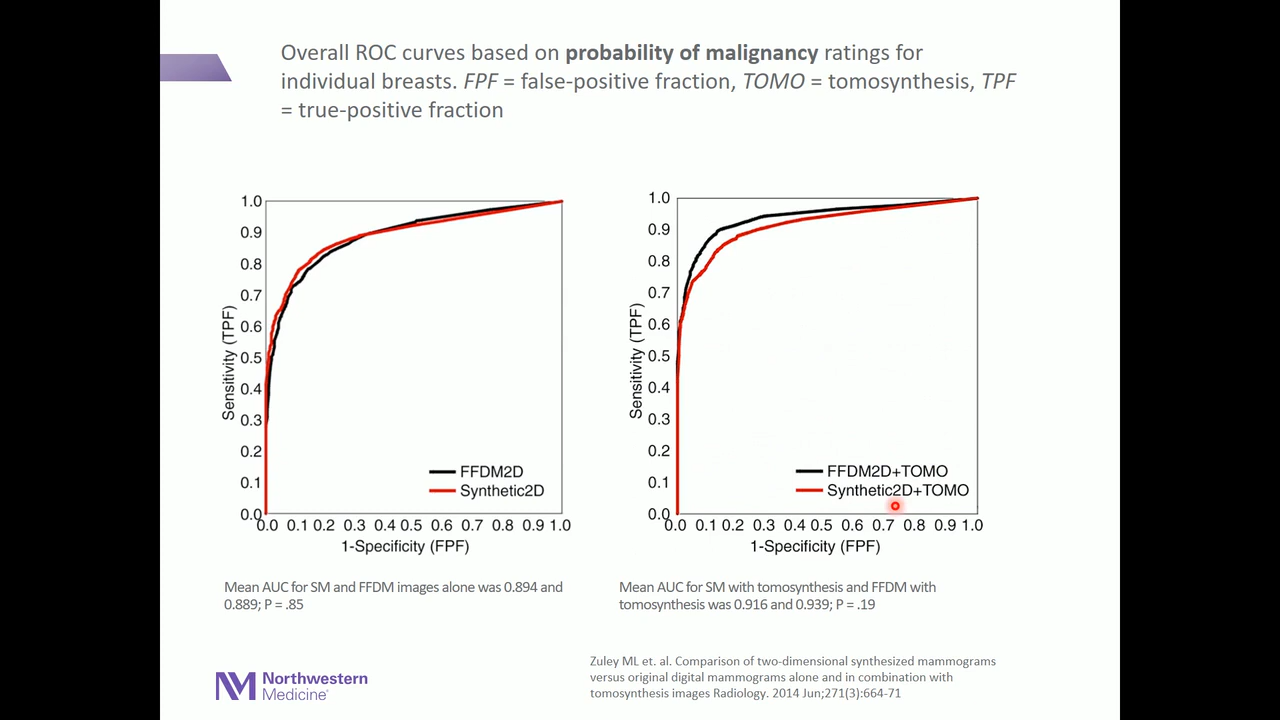 Overall ROC curves based on probability of malignancy ratings for
individual breasts. FPF = false-positive fraction, TOMO = tomosynthesis, TPF
= true-positive fraction
1.0
0.9
0.8
0.7
0.6
0.5
0.4
0.3
0.2
0.1
0.0
Sensitivity (TPF)
FFDM2D
Synthetic2D
0.0 0.1 0.2 0.3 0.4 0.5 0.6 0.7 0.8 0.9 1.0
1-Specificity (FPF)
Mean AUC for SM and FFDM images alone was 0.894 and
0.889; P = .85
1.0
0.9
0.8
0.7
0.6
0.5
0.4
0.3
0.2
0.1
0.0
Sensitivity (TPF)
FFDM2D+TOMO
Synthetic2D+TOMO
0.0 0.1 0.2 0.3 0.4 0.5 0.6 0.7 0.8 0.9 1.0
1-Specificity (FPF)
Mean AUC for SM with tomosynthesis and FFDM with
tomosynthesis was 0.916 and 0.939; P = .19
NM Northwestern
Medicine®
Zuley ML et. al. Comparison of two-dimensional synthesized mammograms
versus original digital mammograms alone and in combination with
tomosynthesis images Radiology. 2014 Jun;271(3):664-71